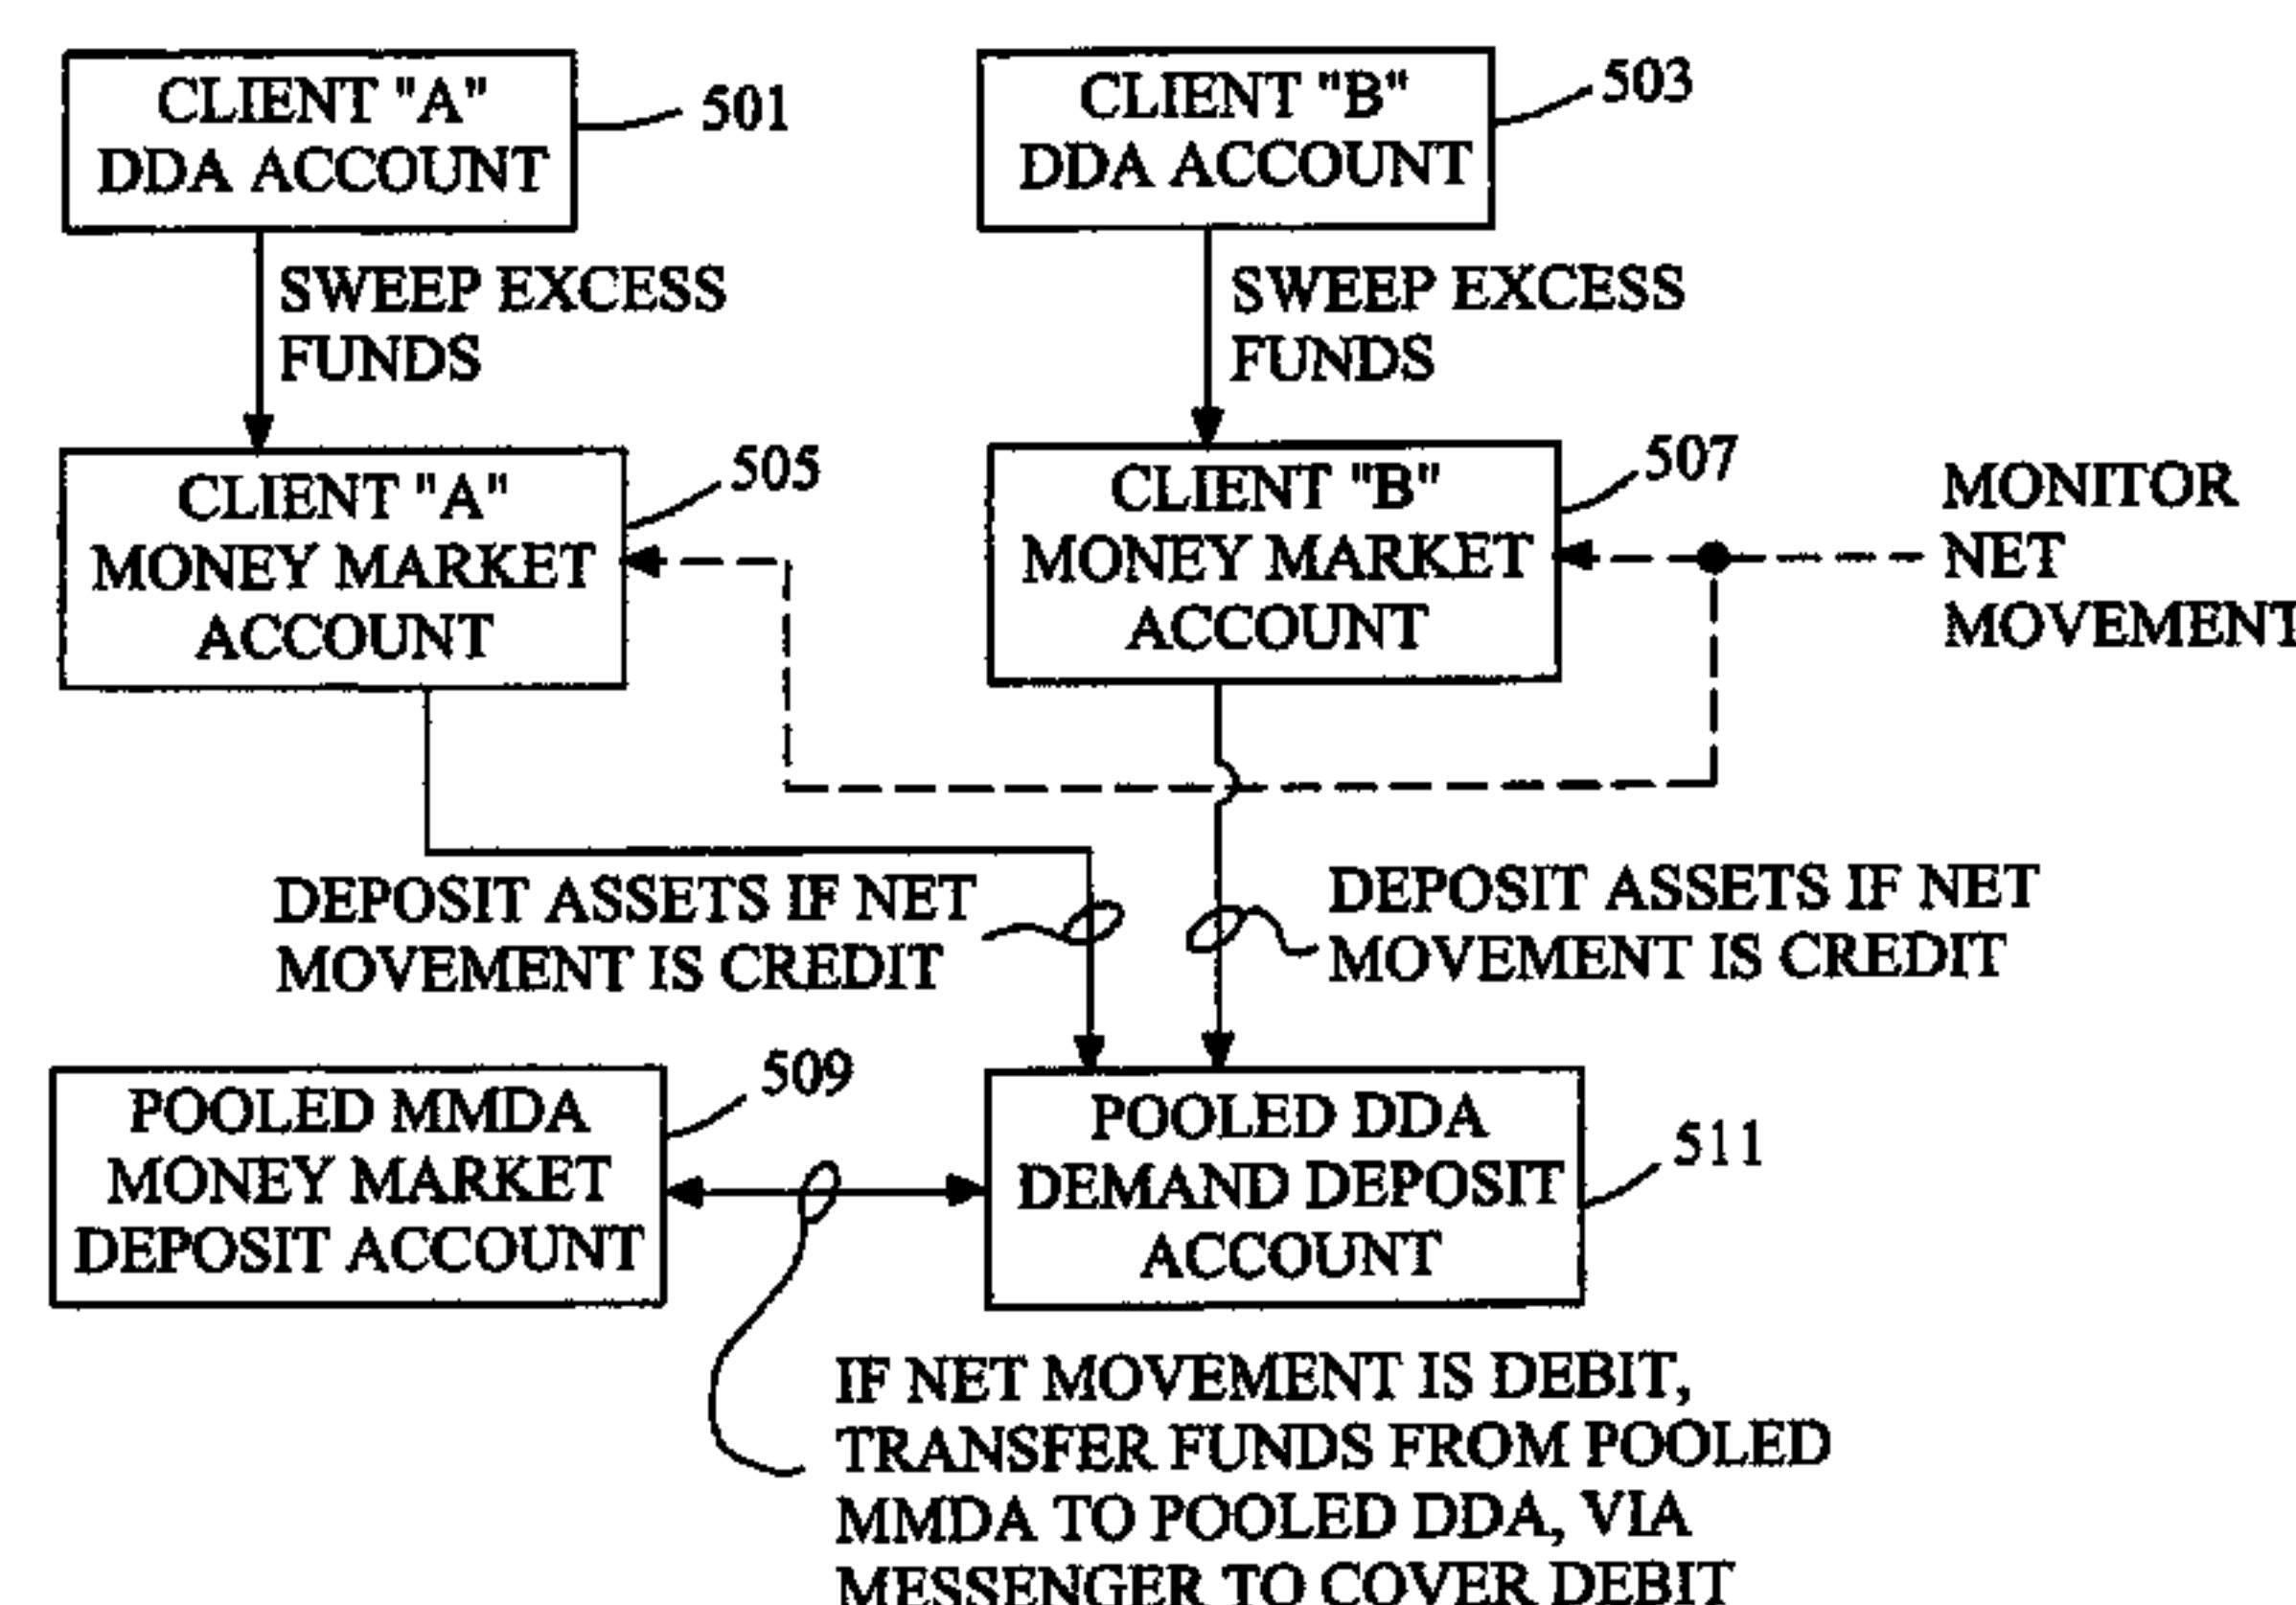 CLIENT "A"
DDA ACCOUNT
501
CLIENT "B"
DDA ACCOUNT
503
SWEEP EXCESS
FUNDS
SWEEP EXCESS
FUNDS
CLIENT "A"
MONEY MARKET
ACCOUNT
505
CLIENT "B"
MONEY MARKET
ACCOUNT
507
MONITOR
NET
MOVEMENT
DEPOSIT ASSETS IF NET
MOVEMENT IS CREDIT
DEPOSIT ASSETS IF NET
MOVEMENT IS CREDIT
POOLED MMDA
MONEY MARKET
DEPOSIT ACCOUNT
509
POOLED DDA
DEMAND DEPOSIT
ACCOUNT
511
IF NET MOVEMENT IS DEBIT,
TRANSFER FUNDS FROM POOLED
MMDA TO POOLED DDA, VIA
MESSENGER TO COVER DEBIT